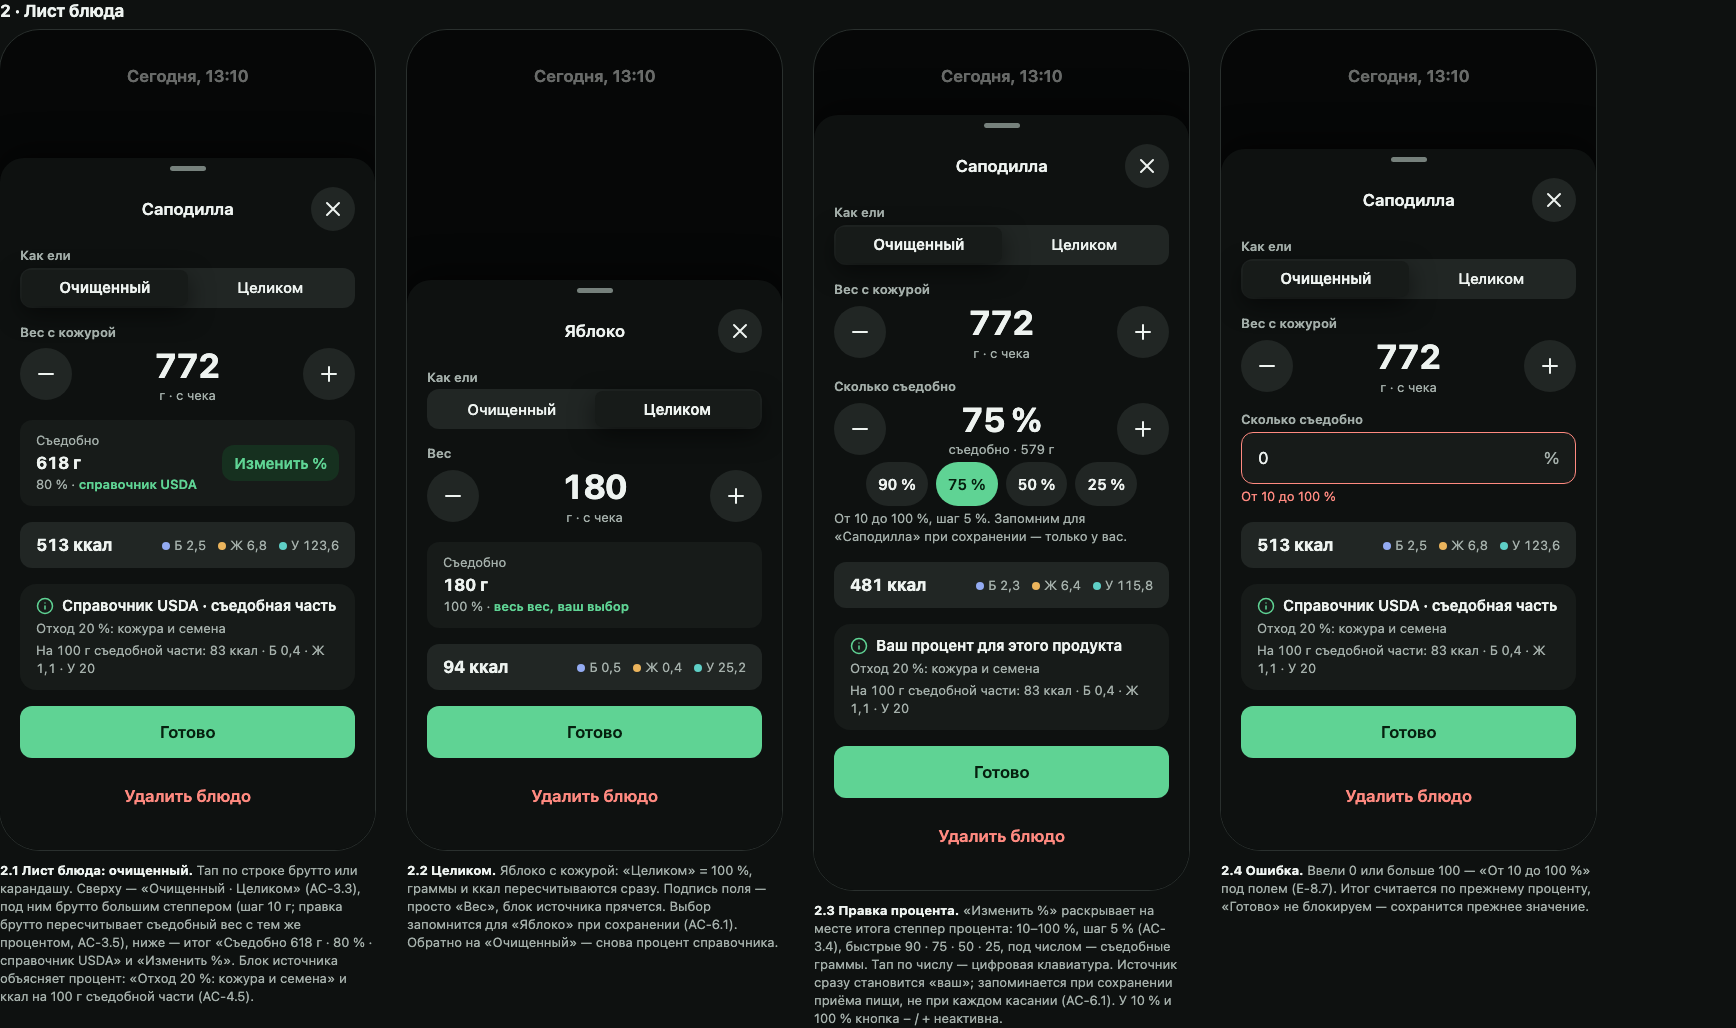 2 · Лист блюда
Сегодня, 13:10
Саподилла
Как ели
Очищенный
Целиком
Вес с кожурой
772
г · с чека
Съедобно
618 г
80 % · справочник USDA
Изменить %
513 ккал
Б 2,5
Ж 6,8
У 123,6
Справочник USDA · съедобная часть
Отход 20 %: кожура и семена
На 100 г съедобной части: 83 ккал · Б 0,4 · Ж
1,1 · У 20
Готово
Удалить блюдо
2.1 Лист блюда: очищенный. Тап по строке брутто или
карандашу. Сверху — «Очищенный · Целиком» (AC-3.3),
под ним брутто большим степпером (шаг 10 г; правка
брутто пересчитывает съедобный вес с тем же
процентом, AC-3.5), ниже — итог «Съедобно 618 г · 80 % ·
справочник USDA» и «Изменить %». Блок источника
объясняет процент: «Отход 20 %: кожура и семена» и
ккал на 100 г съедобной части (AC-4.5).
Сегодня, 13:10
Яблоко
Как ели
Очищенный
Целиком
Вес
180
г · с чека
Съедобно
180 г
100 % · весь вес, ваш выбор
94 ккал
Б 0,5
Ж 0,4
У 25,2
Готово
Удалить блюдо
2.2 Целиком. Яблоко с кожурой: «Целиком» = 100 %,
граммы и ккал пересчитываются сразу. Подпись поля —
просто «Вес», блок источника прячется. Выбор
запомнится для «Яблоко» при сохранении (AC-6.1).
Обратно на «Очищенный» — снова процент справочника.
Сегодня, 13:10
Саподилла
Как ели
Очищенный
Целиком
Вес с кожурой
772
г · с чека
Сколько съедобно
75 %
съедобно · 579 г
90 %
75 %
50 %
25 %
От 10 до 100 %, шаг 5 %. Запомним для
«Саподилла» при сохранении — только у вас.
481 ккал
Б 2,3
Ж 6,4
У 115,8
Ваш процент для этого продукта
Отход 20 %: кожура и семена
На 100 г съедобной части: 83 ккал · Б 0,4 · Ж
1,1 · У 20
Готово
Удалить блюдо
2.3 Правка процента. «Изменить %» раскрывает на
месте итога степпер процента: 10–100 %, шаг 5 % (AC-
3.4), быстрые 90 · 75 · 50 · 25, под числом — съедобные
граммы. Тап по числу — цифровая клавиатура. Источник
сразу становится «ваш»; запоминается при сохранении
приёма пищи, не при каждом касании (AC-6.1). У 10 % и
100 % кнопка − / + неактивна.
Сегодня, 13:10
Саподилла
Как ели
Очищенный
Целиком
Вес с кожурой
772
г · с чека
Сколько съедобно
0
%
От 10 до 100 %
513 ккал
Б 2,5
Ж 6,8
У 123,6
Справочник USDA · съедобная часть
Отход 20 %: кожура и семена
На 100 г съедобной части: 83 ккал · Б 0,4 · Ж
1,1 · У 20
Готово
Удалить блюдо
2.4 Ошибка. Ввели 0 или больше 100 — «От 10 до 100 %»
под полем (E-8.7). Итог считается по прежнему проценту,
«Готово» не блокируем — сохранится прежнее значение.